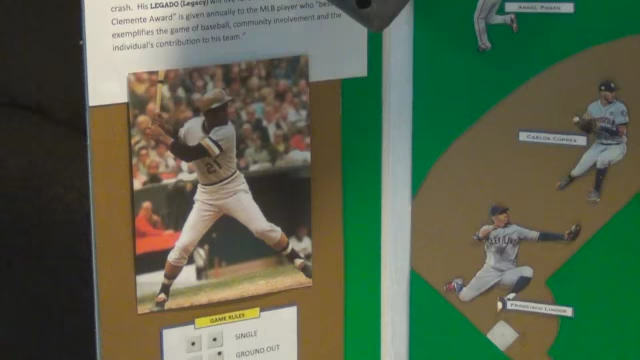 crash. His LEGADO (Legacy) will live
Clemente Award" is given annually to the MLB player who "best
exemplifies the game of baseball, community involvement and the
individual's contribution to his team."
21
GAME RULES
SINGLE
GROUND OUT
ANGEL PAGAN
CARLOS CORREA
FRANCISCO LINDOR